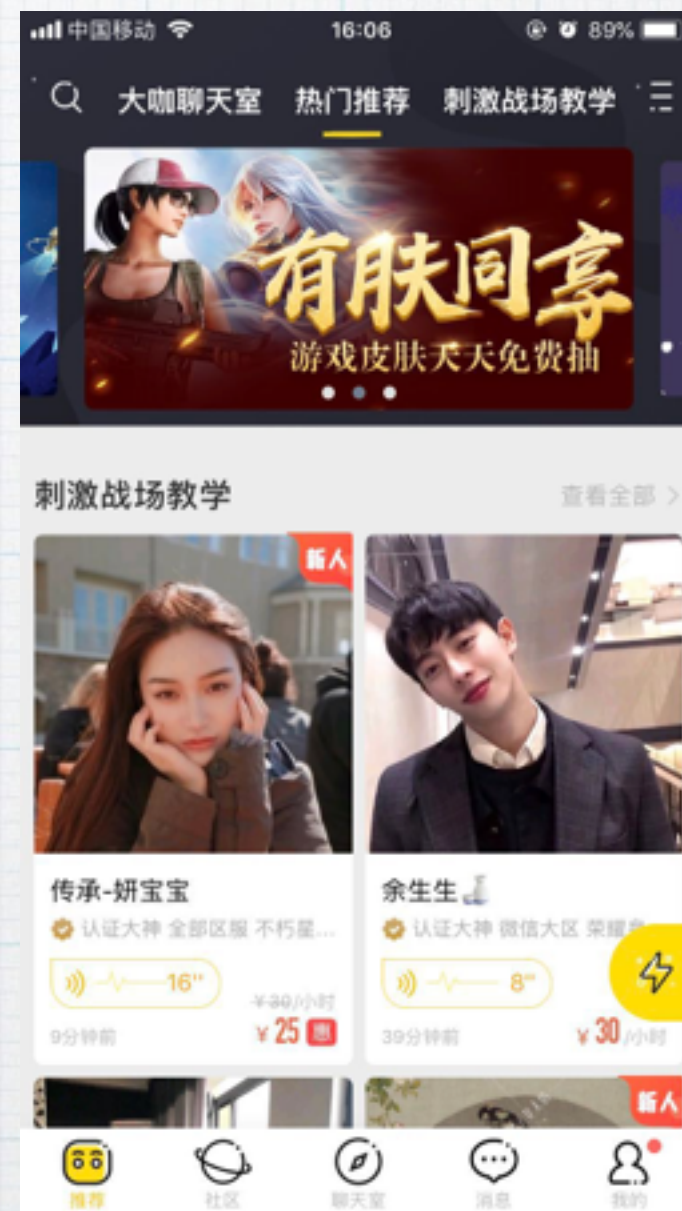 中国移动 16:06 89%
大咖聊天室 热门推荐 刺激战场教学
有肤同享
游戏皮肤天天免费抽
刺激战场教学 查看全部 >
新人
传承-妍宝宝
认证大神 全部区服 不朽星...
16"
¥30/小时
9分钟前 ¥25 惠
余生生
认证大神 微信大区 荣耀
8"
39分钟前 ¥30/小时
新人
推荐 社区 聊天室 消息 我的